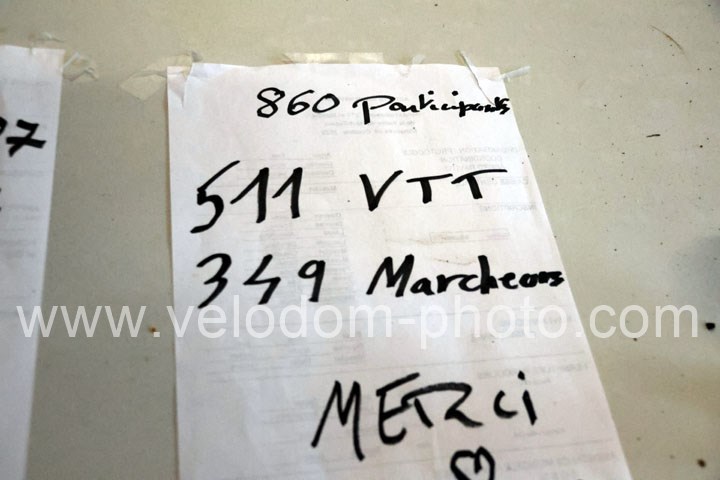 860 Participants
511 VTT
349 Marcheurs
www.velodom-photo.com
MERCI